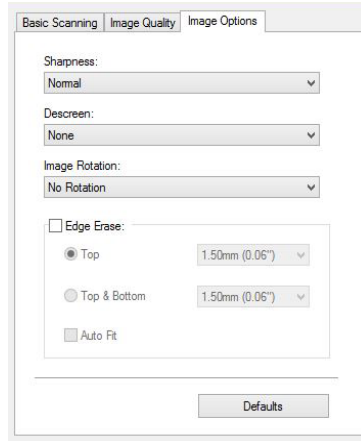 Basic Scanning Image Quality Image Options
Sharpness:
Normal
Descreen:
None
Image Rotation:
No Rotation
Edge Erase:
Top 1.50mm (0.06")
Top & Bottom 1.50mm (0.06")
Auto Fit
Defaults